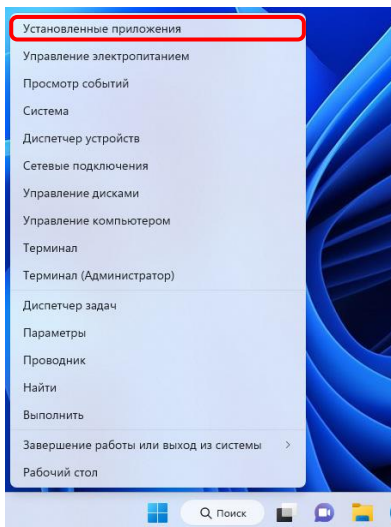 Установленные приложения
Управление электропитанием
Просмотр событий
Система
Диспетчер устройств
Сетевые подключения
Управление дисками
Управление компьютером
Терминал
Терминал (Администратор)
Диспетчер задач
Параметры
Проводник
Найти
Выполнить
Завершение работы или выход из системы
Рабочий стол
Поиск